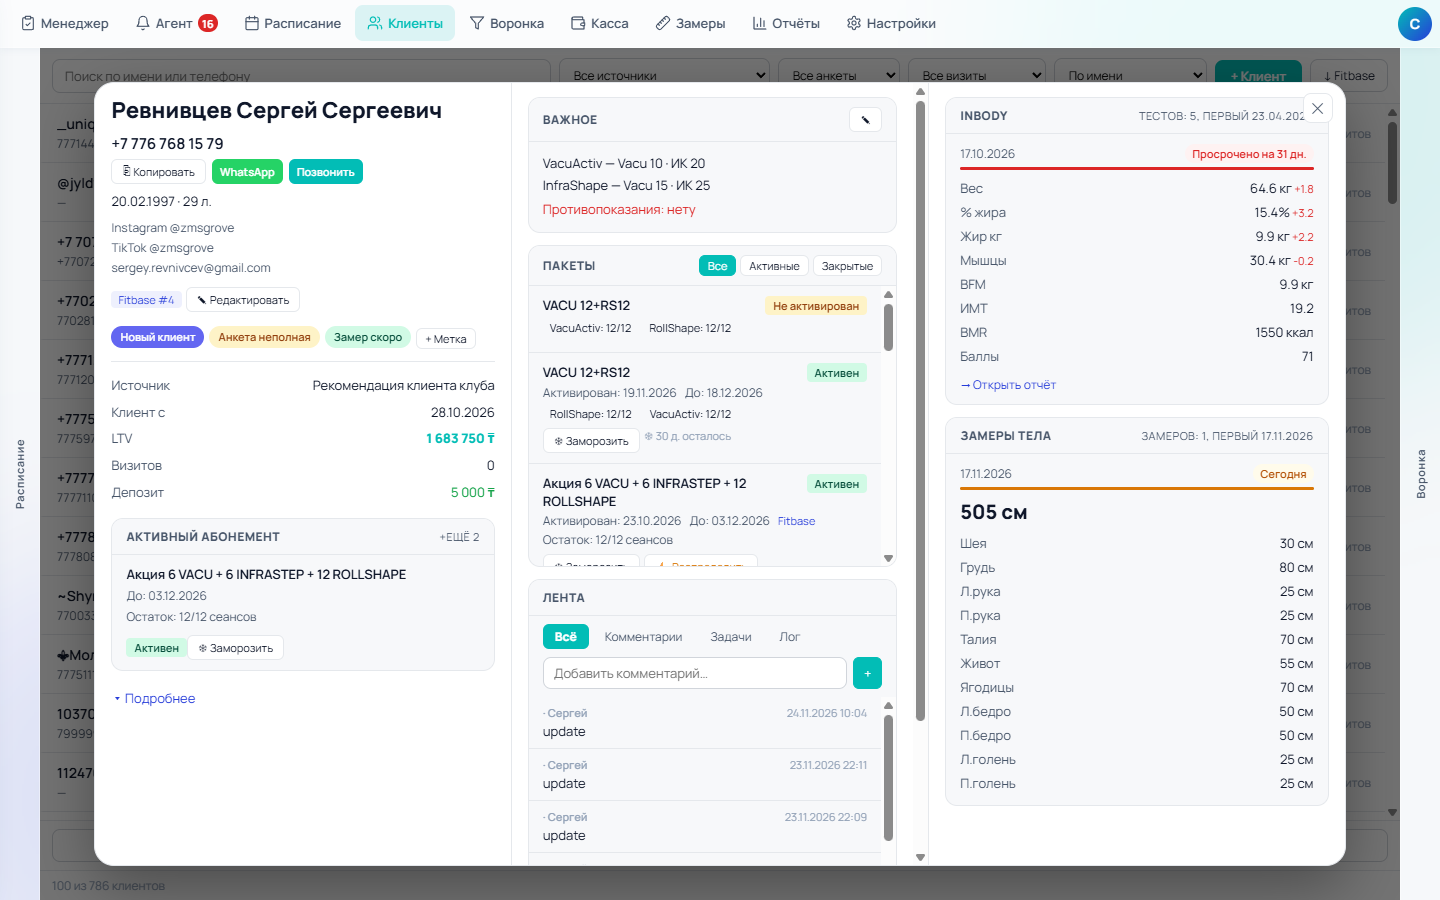 Менеджер
Агент 16
Расписание
Клиенты
Воронка
Касса
Замеры
Отчёты
Настройки
C
Поиск по имени или телефону
Все источники
Все анкеты
Все визиты
По имени
+ Клиент
↓ Fitbase
Расписание
Ревнивцев Сергей Сергеевич
+7 776 768 15 79
Копировать
WhatsApp
Позвонить
20.02.1997 · 29 л.
Instagram @zmsgrove
TikTok @zmsgrove
sergey.revnivcev@gmail.com
Fitbase #4
Редактировать
Новый клиент
Анкета неполная
Замер скоро
+ Метка
Источник Рекомендация клиента клуба
Клиент с 28.10.2026
LTV 1 683 750 ₸
Визитов 0
Депозит 5 000 ₸
АКТИВНЫЙ АБОНЕМЕНТ +ЕЩЁ 2
Акция 6 VACU + 6 INFRASTEP + 12 ROLLSHAPE
До: 03.12.2026
Остаток: 12/12 сеансов
Активен
Заморозить
Подробнее
ВАЖНОЕ
VacuActiv — Vacu 10 · ИК 20
InfraShape — Vacu 15 · ИК 25
Противопоказания: нету
ПАКЕТЫ
Все
Активные
Закрытые
VACU 12+RS12 Не активирован
VacuActiv: 12/12 RollShape: 12/12
VACU 12+RS12 Активен
Активирован: 19.11.2026 До: 18.12.2026
RollShape: 12/12 VacuActiv: 12/12
Заморозить 30 д. осталось
Акция 6 VACU + 6 INFRASTEP + 12 Активен
ROLLSHAPE
Активирован: 23.10.2026 До: 03.12.2026 Fitbase
Остаток: 12/12 сеансов
ЛЕНТА
Всё
Комментарии
Задачи
Лог
Добавить комментарий...
+
· Сергей 24.11.2026 10:04
update
· Сергей 23.11.2026 22:11
update
· Сергей 23.11.2026 22:09
update
INBODY ТЕСТОВ: 5, ПЕРВЫЙ 23.04.202
17.10.2026 Просрочено на 31 дн.
Вес 64.6 кг +1.8
% жира 15.4% +3.2
Жир кг 9.9 кг +2.2
Мышцы 30.4 кг -0.2
BFM 9.9 кг
ИМТ 19.2
BMR 1550 ккал
Баллы 71
→ Открыть отчёт
ЗАМЕРЫ ТЕЛА ЗАМЕРОВ: 1, ПЕРВЫЙ 17.11.2026
17.11.2026 Сегодня
505 см
Шея 30 см
Грудь 80 см
Л.рука 25 см
П.рука 25 см
Талия 70 см
Живот 55 см
Ягодицы 70 см
Л.бедро 50 см
П.бедро 50 см
Л.голень 25 см
П.голень 25 см
Воронка
100 из 786 клиентов